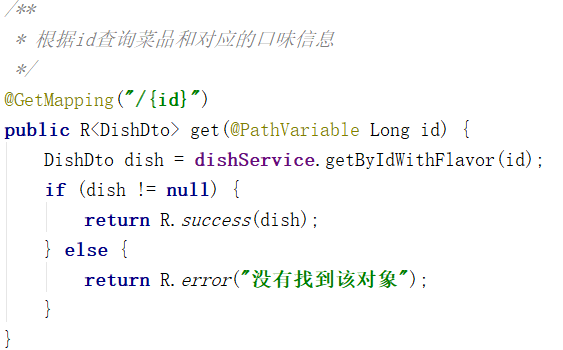 /**
 * 根据id查询菜品和对应的口味信息
 */
@GetMapping("/{id}")
public R<DishDto> get(@PathVariable Long id) {
    DishDto dish = dishService.getByIdWithFlavor(id);
    if (dish != null) {
        return R.success(dish);
    } else {
        return R.error("没有找到该对象");
    }
}